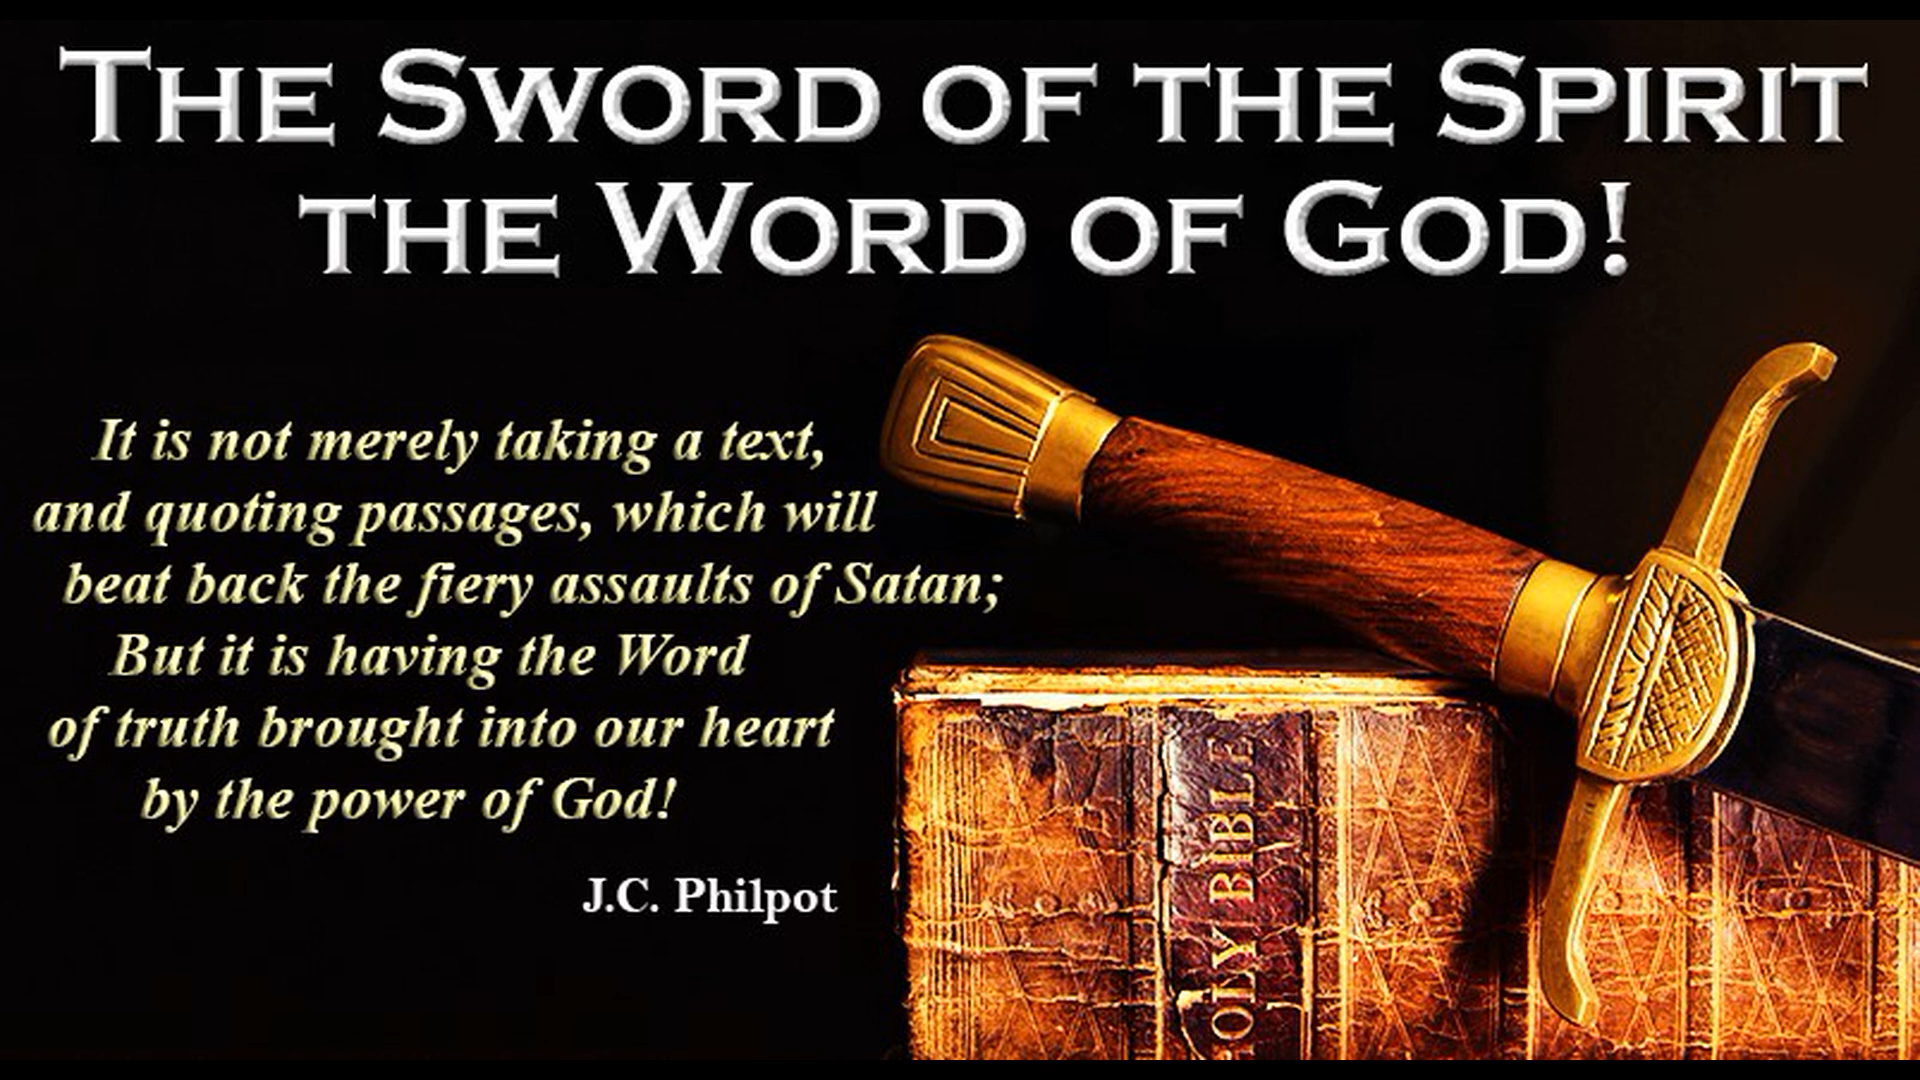 The Sword of the Spirit
the Word of God!
It is not merely taking a text,
and quoting passages, which will
beat back the fiery assaults of Satan;
But it is having the Word
of truth brought into our heart
by the power of God!
J.C. Philpot
HOLY BIBLE